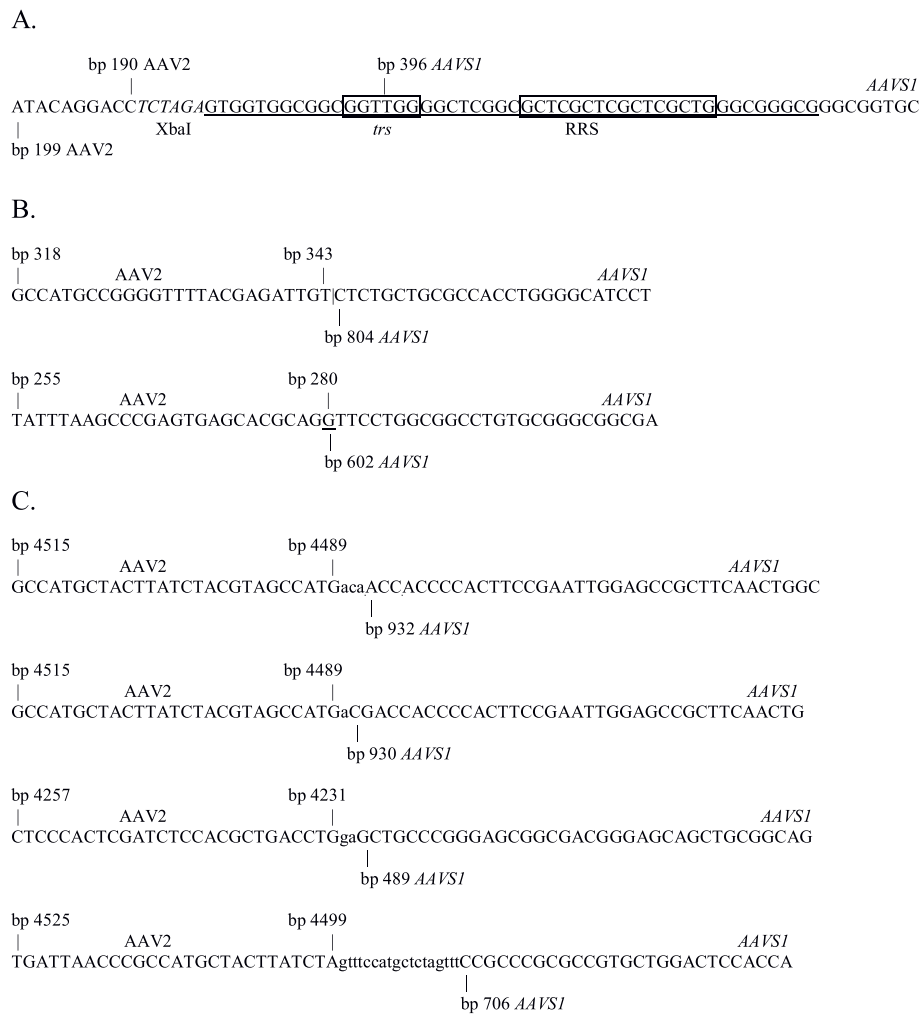 A.
bp 190 AAV2 bp 396 AAVS1
AAVS1
ATACAGGACCTCTAGAGTGGTGGCGGCGGTTGGGGCTCGGCGCTCGCTCGCTCGCTGGGCGGGCGGGCGGTGC
XbaI trs RRS
bp 199 AAV2
B.
bp 318 bp 343
AAV2 AAVS1
GCCATGCCGGGGTTTTACGAGATTGTCTCTGCTGCGCCACCTGGGGCATCCT
bp 804 AAVS1
bp 255 bp 280
AAV2 AAVS1
TATTTAAGCCCGAGTGAGCACGCAGGTTCCTGGCGGCCTGTGCGGGCGGCGA
bp 602 AAVS1
C.
bp 4515 bp 4489
AAV2 AAVS1
GCCATGCTACTTATCTACGTAGCCATGacaACCACCCCACTTCCGAATTGGAGCCGCTTCAACTGGC
bp 932 AAVS1
bp 4515 bp 4489
AAV2 AAVS1
GCCATGCTACTTATCTACGTAGCCATGaCGACCACCCCACTTCCGAATTGGAGCCGCTTCAACTG
bp 930 AAVS1
bp 4257 bp 4231
AAV2 AAVS1
CTCCCACTCGATCTCCACGCTGACCTGgaGCTGCCCGGGAGCGGCGACGGGAGCAGCTGCGGCAG
bp 489 AAVS1
bp 4525 bp 4499
AAV2 AAVS1
TGATTAACCCGCCATGCTACTTATCTAgtttccatgctctagtttCCGCCCGCGCCGTGCTGGACTCCACCA
bp 706 AAVS1